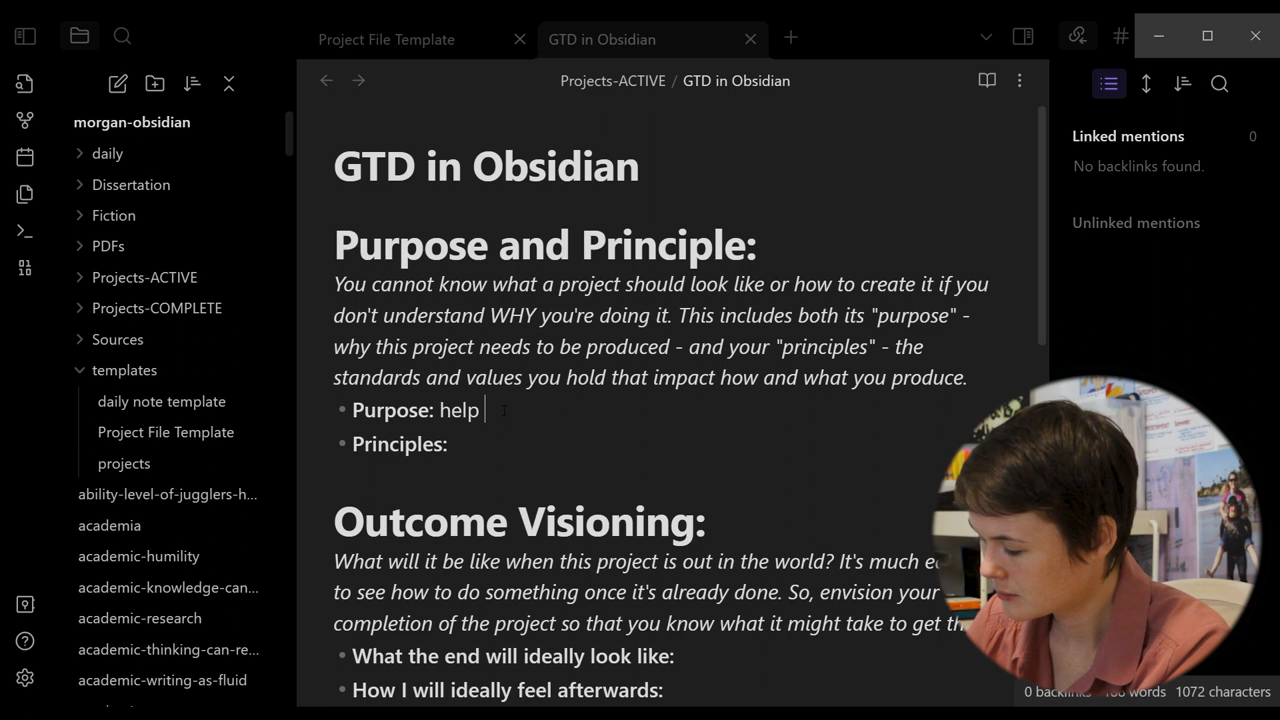 Project File Template
GTD in Obsidian
Projects-ACTIVE / GTD in Obsidian
morgan-obsidian
daily
Dissertation
Fiction
PDFs
Projects-ACTIVE
Projects-COMPLETE
Sources
templates
daily note template
Project File Template
projects
ability-level-of-jugglers-h...
academia
academic-humility
academic-knowledge-can...
academic-research
academic-thinking-can-re...
academic-writing-as-fluid
GTD in Obsidian
Purpose and Principle:
You cannot know what a project should look like or how to create it if you
don't understand WHY you're doing it. This includes both its "purpose" -
why this project needs to be produced - and your "principles" - the
standards and values you hold that impact how and what you produce.
• Purpose: help
• Principles:
Outcome Visioning:
What will it be like when this project is out in the world? It's much
to see how to do something once it's already done. So, envision your
completion of the project so that you know what it might take to get
• What the end will ideally look like:
• How I will ideally feel afterwards:
Linked mentions 0
No backlinks found.
Unlinked mentions
0 backlinks words 1072 characters